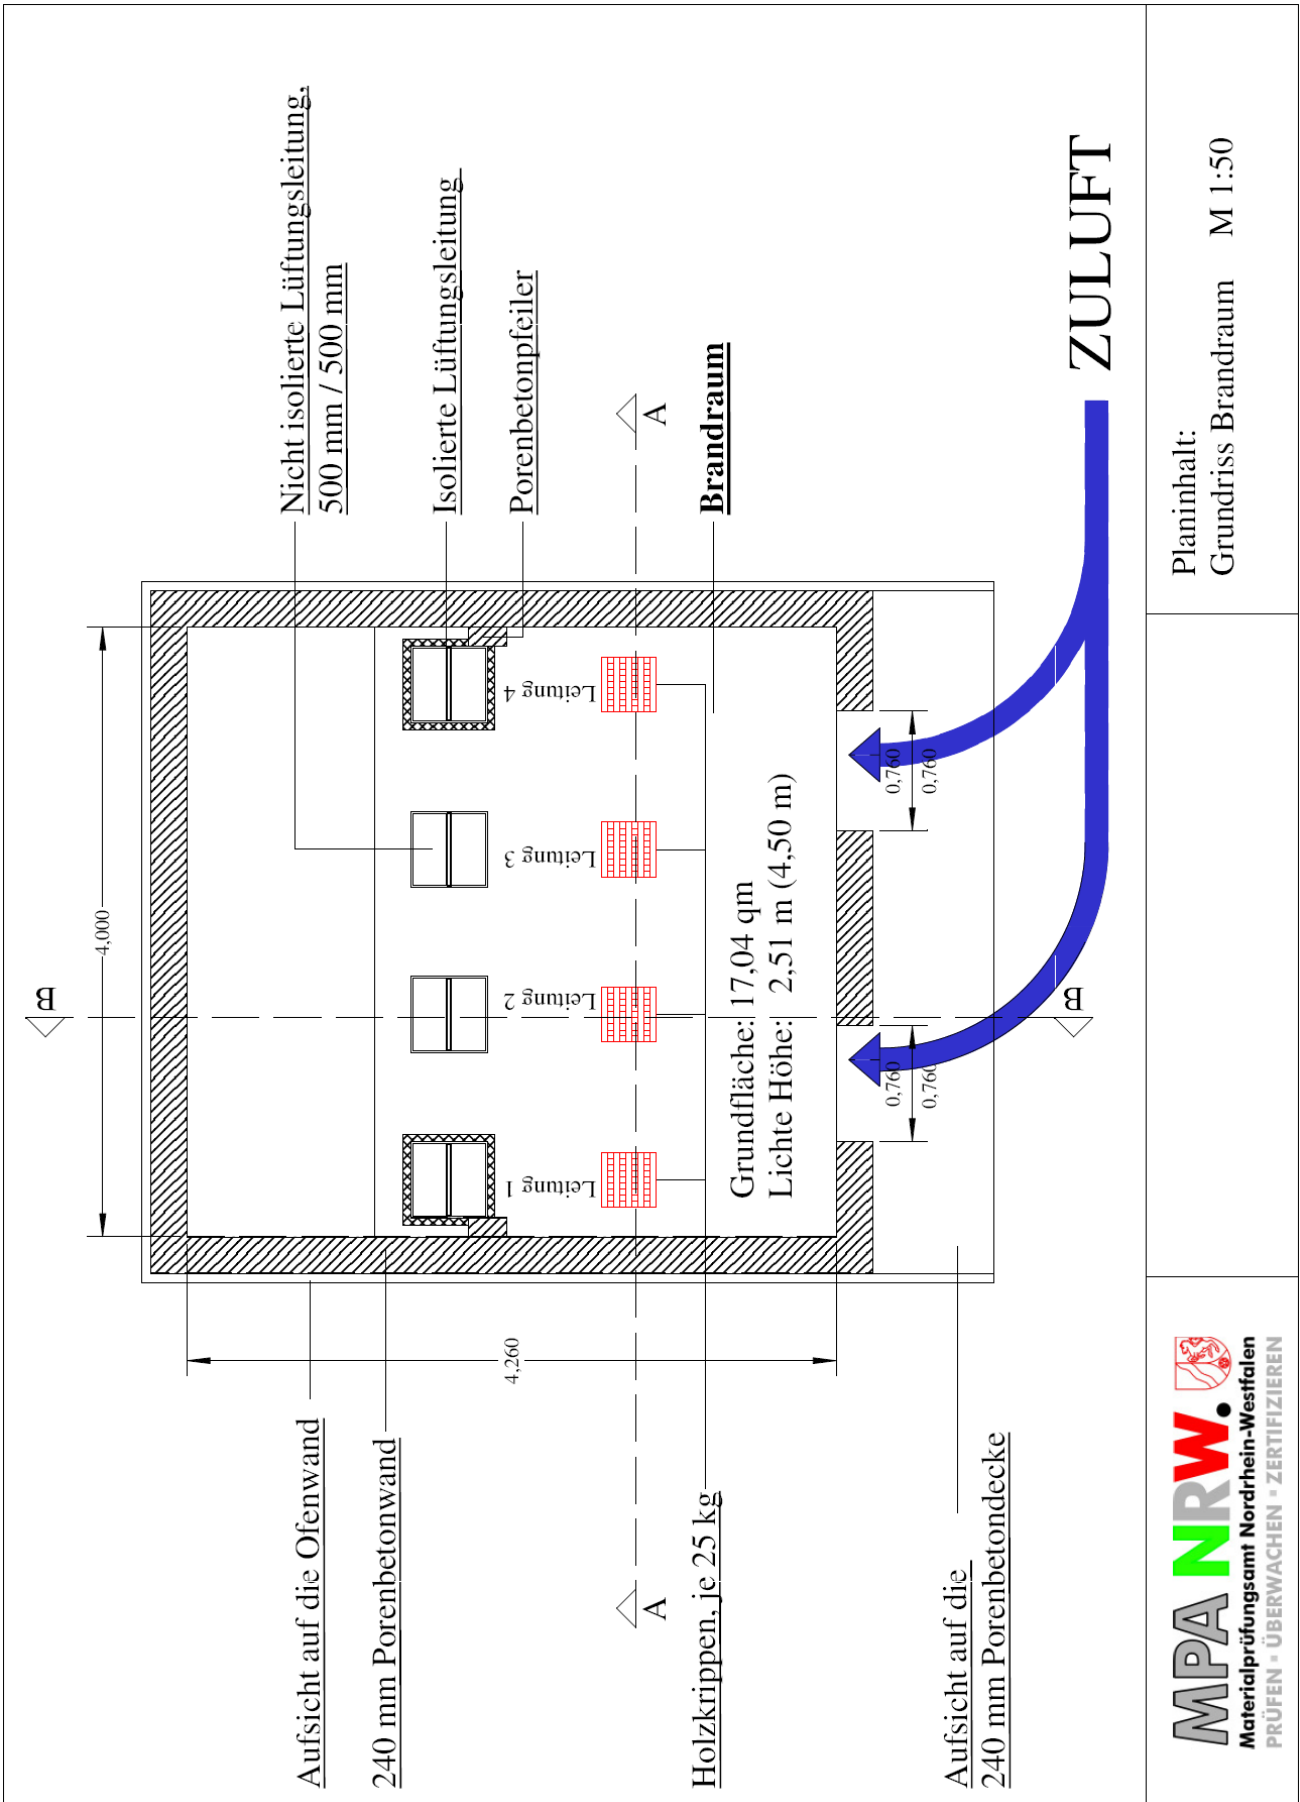 Nicht isolierte Lüftungsleitung,
500 mm / 500 mm
Isolierte Lüftungsleitung
Porenbetonpfeiler
A
Brandraum
ZULUFT
B
4,000
Leitung 1
Leitung 2
Leitung 3
Leitung 4
Grundfläche: 17,04 qm
Lichte Höhe: 2,51 m (4,50 m)
0,760
0,760
0,760
0,760
B
4.260
Aufsicht auf die Ofenwand
240 mm Porenbetonwand
A
Holzkrippen, je 25 kg
Aufsicht auf die
240 mm Porenbetondecke
MPA NRW.
Materialprüfungsamt Nordrhein-Westfalen
PRÜFEN ▪ ÜBERWACHEN ▪ ZERTIFIZIEREN
Planinhalt:
Grundriss Brandraum M 1:50